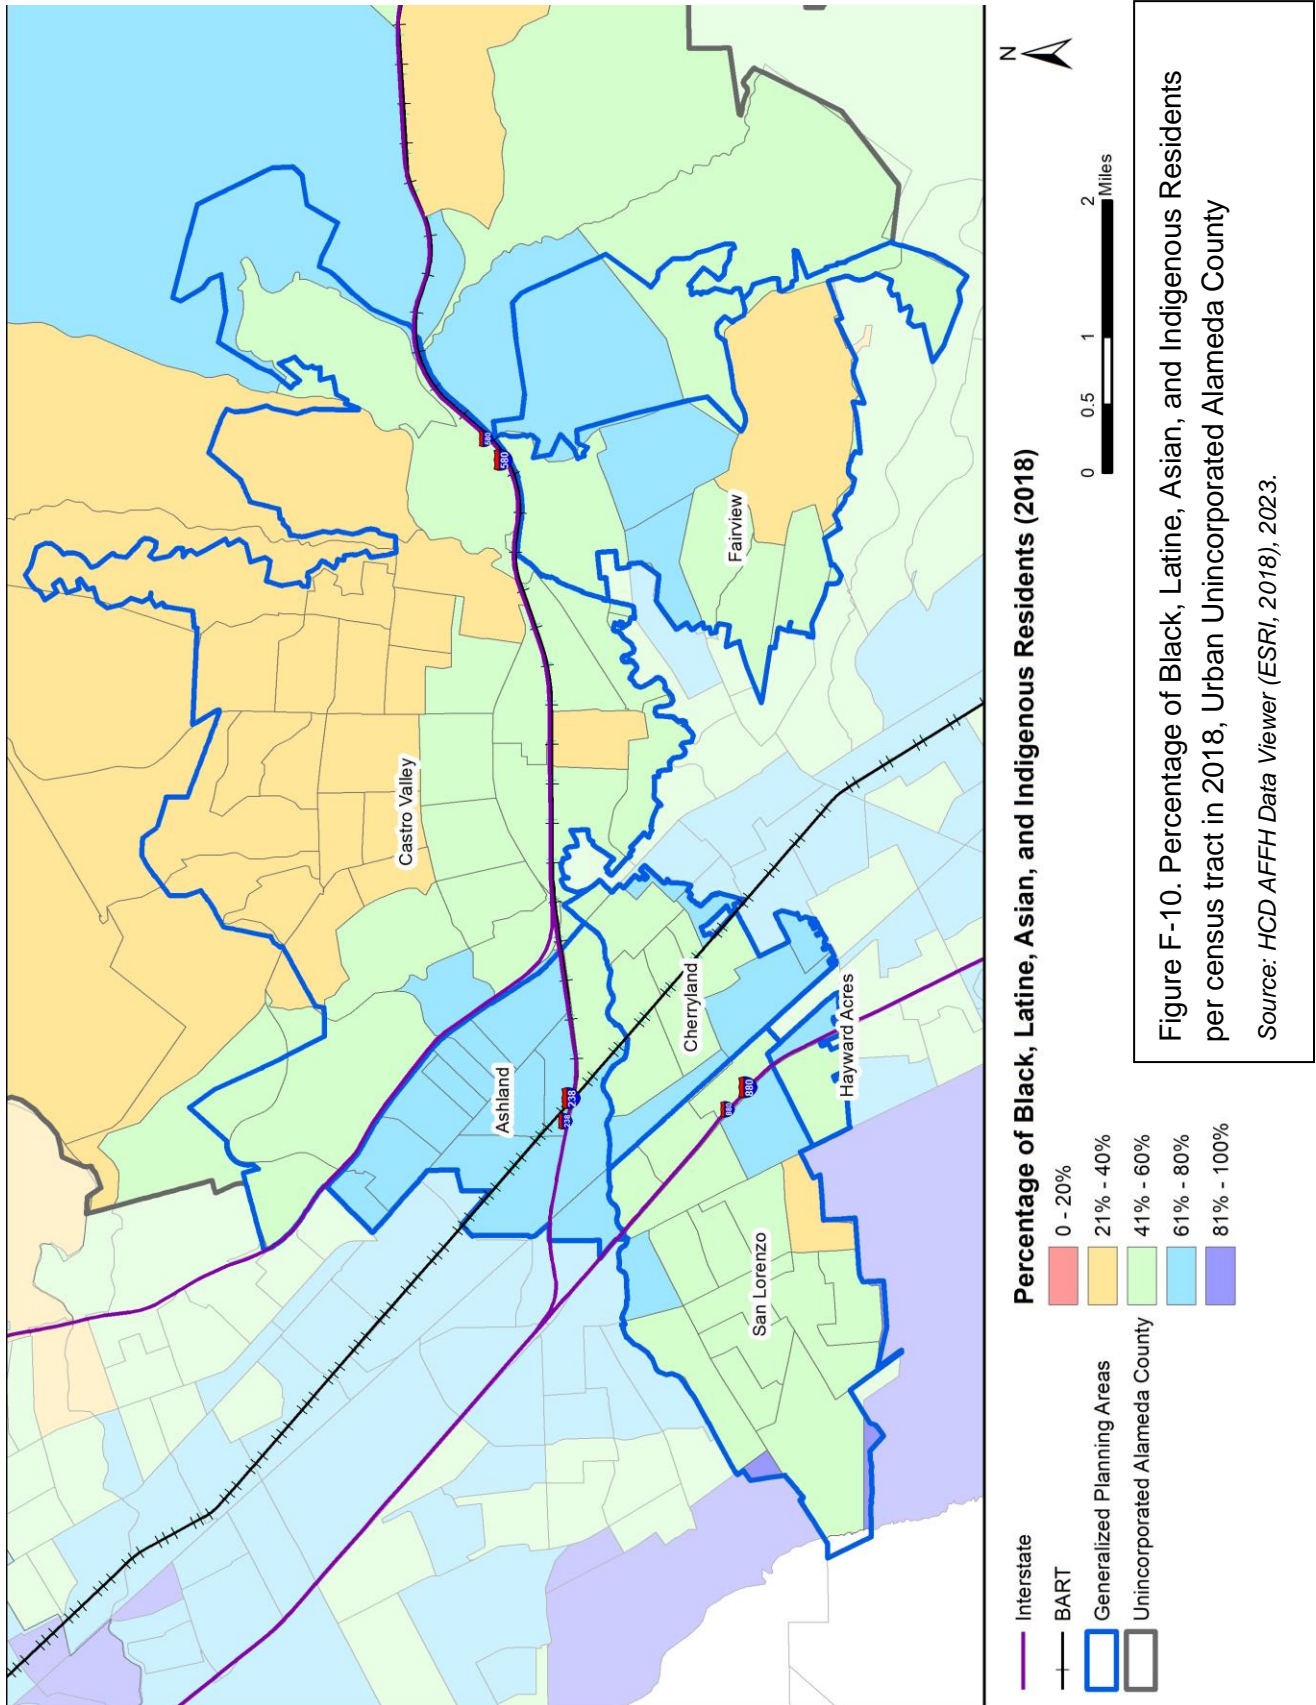 Castro Valley
Ashland
Cherryland
Fairview
San Lorenzo
Hayward Acres
580
580
238
238
880
880
N
Interstate
BART
Generalized Planning Areas
Unincorporated Alameda County
Percentage of Black, Latine, Asian, and Indigenous Residents (2018)
0 - 20%
21% - 40%
41% - 60%
61% - 80%
81% - 100%
0 0.5 1 2
Miles
Figure F-10. Percentage of Black, Latine, Asian, and Indigenous Residents
per census tract in 2018, Urban Unincorporated Alameda County
Source: HCD AFFH Data Viewer (ESRI, 2018), 2023.